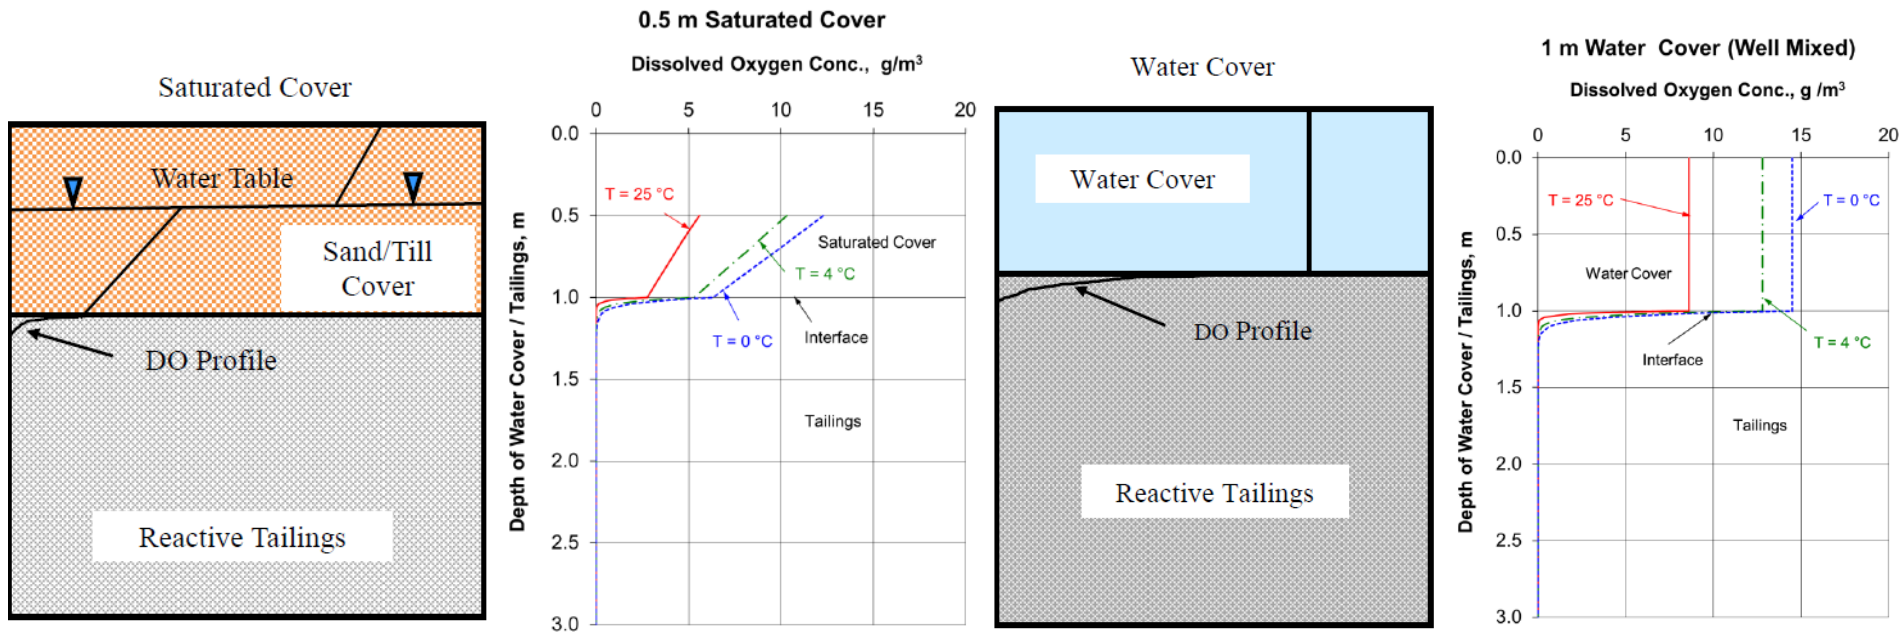 Saturated Cover
Water Table
Sand/Till
Cover
DO Profile
Reactive Tailings
0.5 m Saturated Cover
Dissolved Oxygen Conc., g/m³
0 5 10 15 20
0.0
0.5
1.0
1.5
2.0
2.5
3.0
Depth of Water Cover / Tailings, m
T = 25 °C
Saturated Cover
T = 4 °C
T = 0 °C
Interface
Tailings
Water Cover
Water Cover
DO Profile
Reactive Tailings
1 m Water Cover (Well Mixed)
Dissolved Oxygen Conc., g /m³
0 5 10 15 20
0.0
0.5
1.0
1.5
2.0
2.5
3.0
Depth of Water Cover / Tailings, m
T = 25 °C
T = 0 °C
Water Cover
T = 4 °C
Interface
Tailings